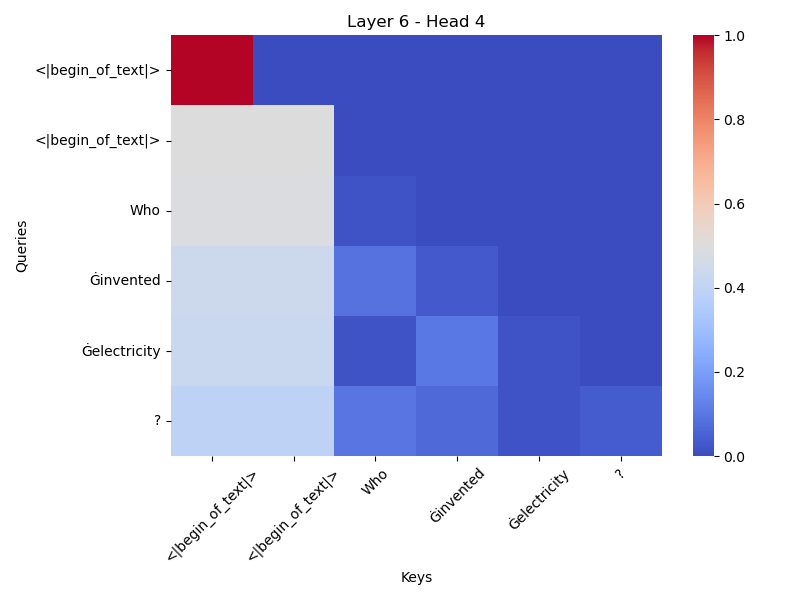 Layer 6 - Head 4
<|begin_of_text|>
<|begin_of_text|>
Who
Ġinvented
Ġelectricity
?
Queries
<|begin_of_text|>
<|begin_of_text|>
Who
Ġinvented
Ġelectricity
?
Keys
1.0
0.8
0.6
0.4
0.2
0.0